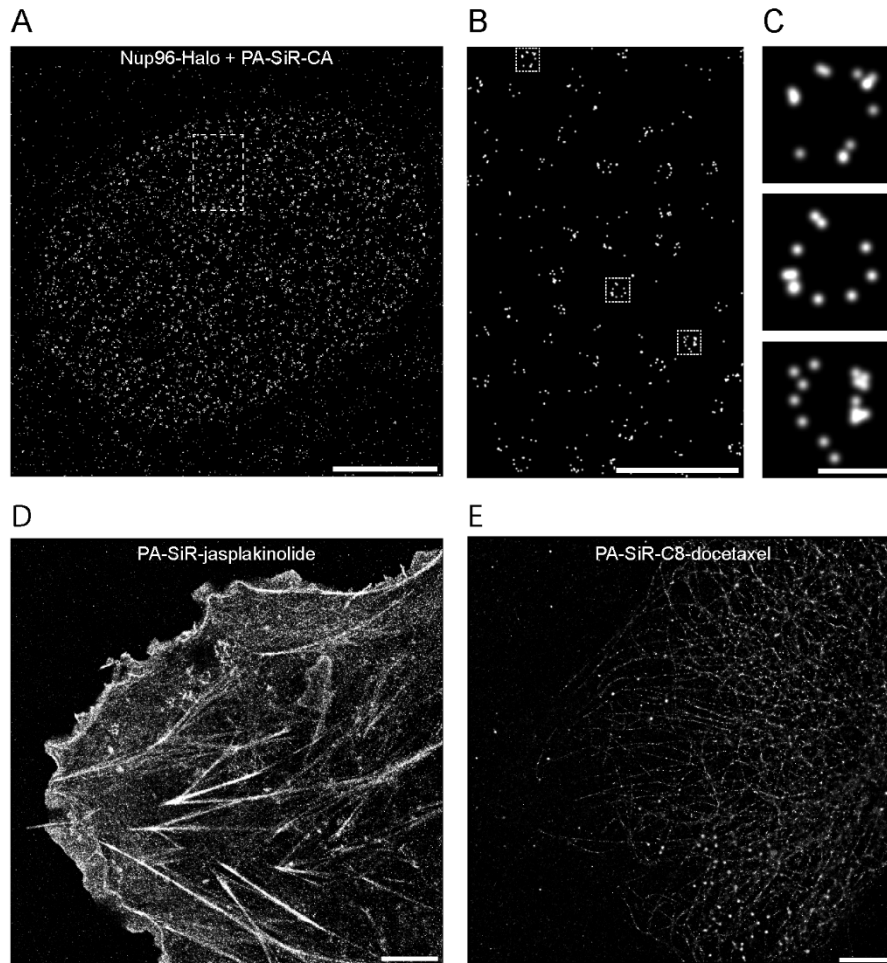 A
Nup96-Halo + PA-SiR-CA
B
C
D
PA-SiR-jasplakinolide
E
PA-SiR-C8-docetaxel